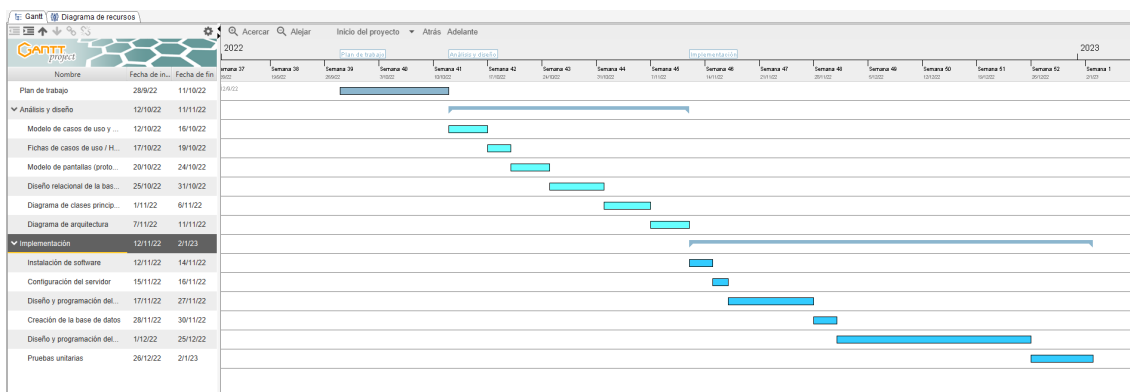 Gantt Diagrama de recursos
Acercar Alejar Inicio del proyecto Atrás Adelante
GANTT project
2022 2023
Plan de trabajo Análisis y diseño Implementación
Nombre Fecha de in... Fecha de fin
Semana 38 Semana 39 Semana 40 Semana 41 Semana 42 Semana 43 Semana 44 Semana 45 Semana 46 Semana 47 Semana 48 Semana 49 Semana 50 Semana 51 Semana 52 Semana 1
12/9/22
Plan de trabajo 28/9/22 11/10/22
Análisis y diseño 12/10/22 11/11/22
Modelo de casos de uso y ... 12/10/22 16/10/22
Fichas de casos de uso / H... 17/10/22 19/10/22
Modelo de pantallas (proto... 20/10/22 24/10/22
Diseño relacional de la bas... 25/10/22 31/10/22
Diagrama de clases princip... 1/11/22 6/11/22
Diagrama de arquitectura 7/11/22 11/11/22
Implementación 12/11/22 2/1/23
Instalación de software 12/11/22 14/11/22
Configuración del servidor 15/11/22 16/11/22
Diseño y programación del... 17/11/22 27/11/22
Creación de la base de datos 28/11/22 30/11/22
Diseño y programación del... 1/12/22 25/12/22
Pruebas unitarias 26/12/22 2/1/23